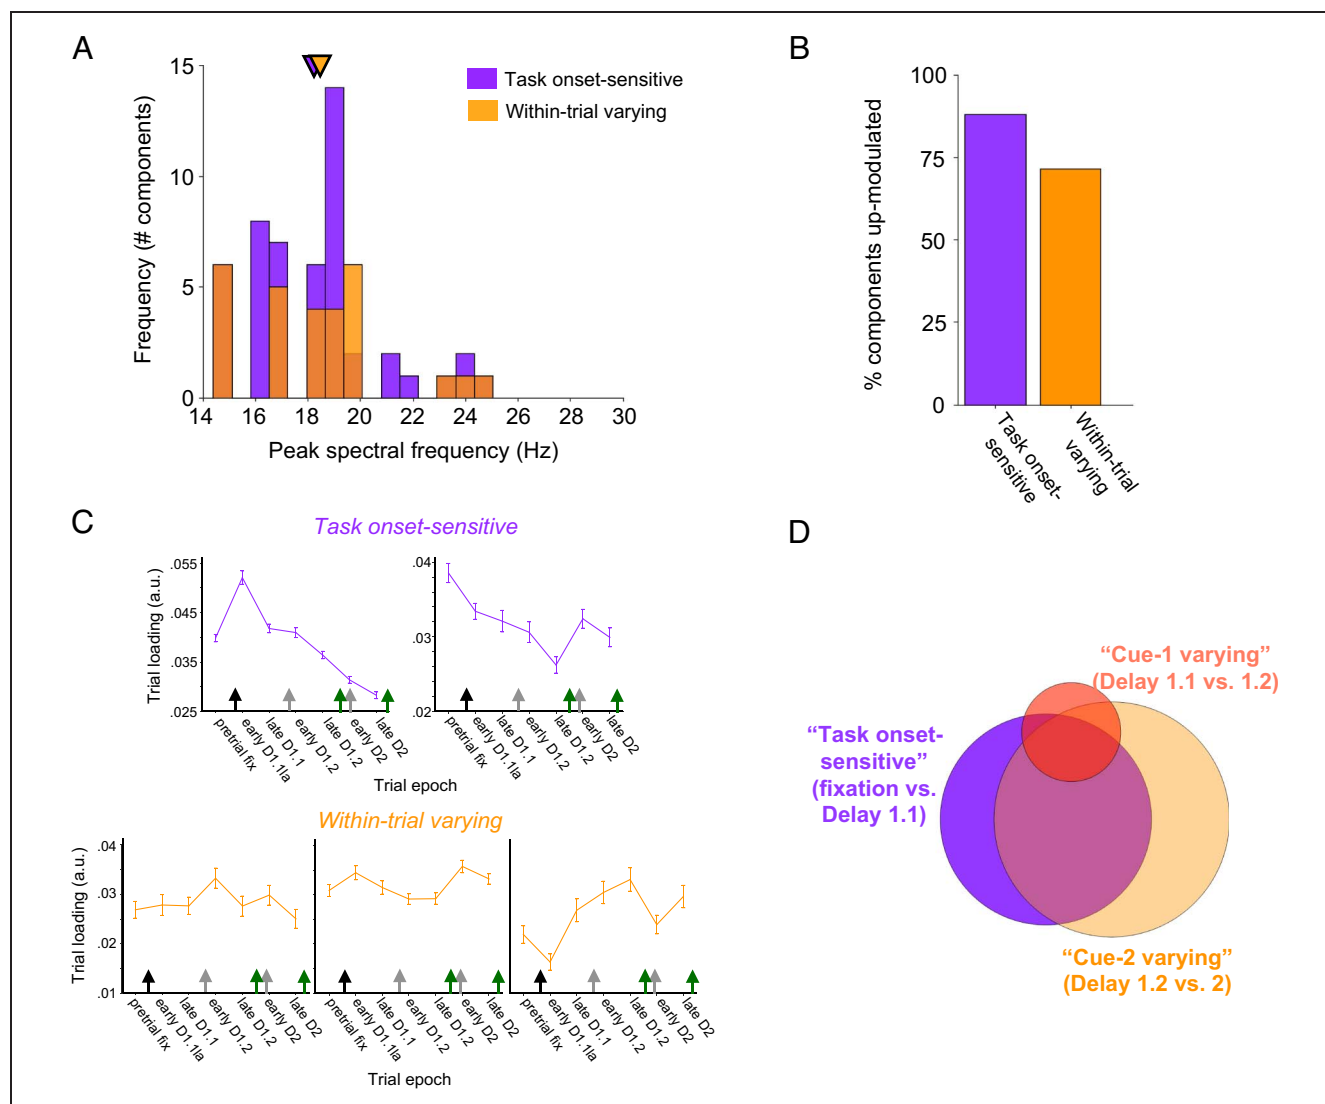 A
15
10
5
0
14 16 18 20 22 24 26 28 30
Frequency (# components)
Peak spectral frequency (Hz)
Task onset-sensitive
Within-trial varying
B
100
75
50
25
0
% components up-modulated
Task onset-
sensitive
Within-trial
varying
C
Task onset-sensitive
Trial loading (a.u.)
.055
.045
.035
.025
pretrial fix
early D1.1la
late D1.1
early D1.2
late D1.2
early D2
late D2
.04
.03
.02
pretrial fix
early D1.1la
late D1.1
early D1.2
late D1.2
early D2
late D2
Trial epoch
Within-trial varying
Trial loading (a.u.)
.04
.03
.02
.01
pretrial fix
early D1.1la
late D1.1
early D1.2
late D1.2
early D2
late D2
pretrial fix
early D1.1la
late D1.1
early D1.2
late D1.2
early D2
late D2
pretrial fix
early D1.1la
late D1.1
early D1.2
late D1.2
early D2
late D2
Trial epoch
D
“Cue-1 varying”
(Delay 1.1 vs. 1.2)
“Task onset-
sensitive”
(fixation vs.
Delay 1.1)
“Cue-2 varying”
(Delay 1.2 vs. 2)